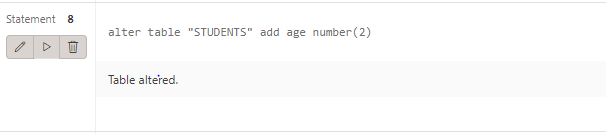 Statement 8
alter table "STUDENTS" add age number(2)
Table altered.